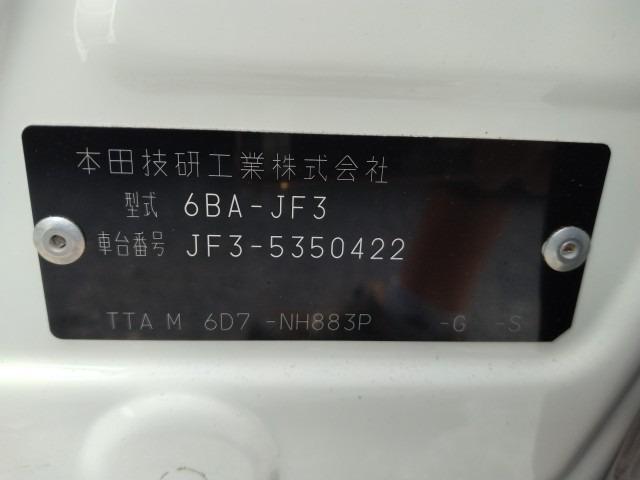 本田技研工業株式会社
型式 6BA-JF3
車台番号 JF3-5350422
TTA M 6D7 -NH883P -G -S